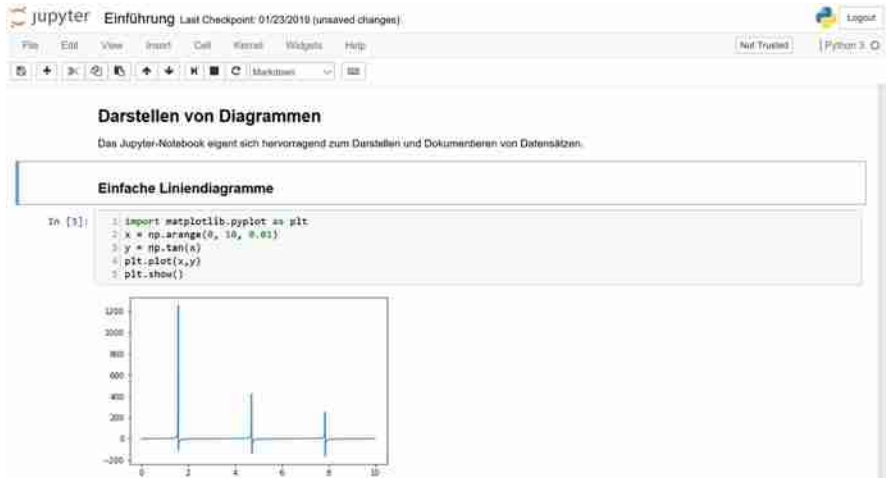 jupyter Einführung Last Checkpoint: 01/23/2019 (unsaved changes) Logout
File Edit View Insert Cell Kernel Widgets Help Not Trusted Python 3
Markdown
Darstellen von Diagrammen
Das Jupyter-Notebook eigent sich hervorragend zum Darstellen und Dokumentieren von Datensätzen.
Einfache Liniendiagramme
In [3]:
1 import matplotlib.pyplot as plt
2 x = np.arange(0, 10, 0.01)
3 y = np.tan(x)
4 plt.plot(x,y)
5 plt.show()
1200
1000
800
600
400
200
0
-200
0 2 4 6 8 10